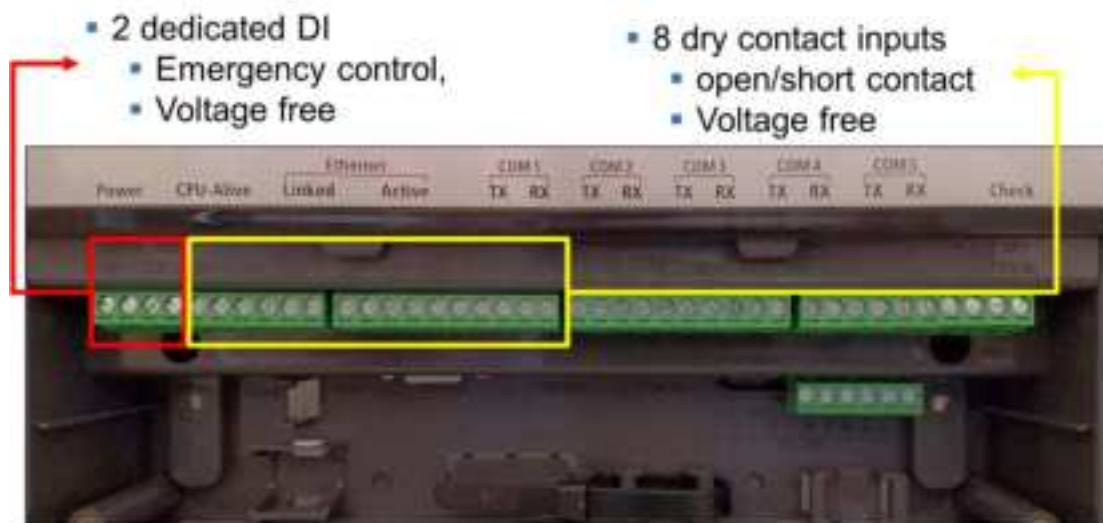 ▪ 2 dedicated DI
▪ Emergency control,
▪ Voltage free
▪ 8 dry contact inputs
▪ open/short contact
▪ Voltage free
Ethernet COM 1 COM 2 COM 3 COM 4 COM 5
Power CPU-Alive Linked Active TX RX TX RX TX RX TX RX TX RX Check